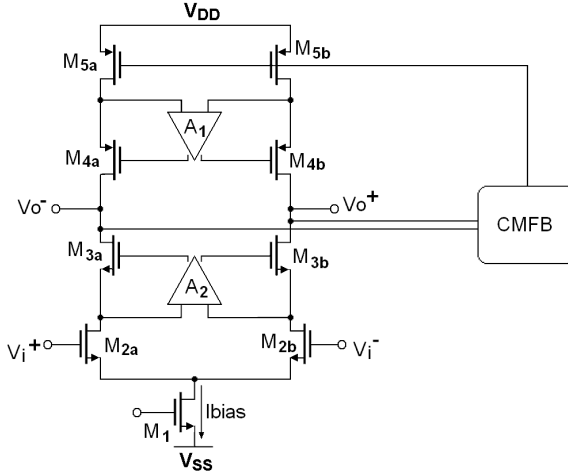 VDD
M5a
M5b
A1
M4a
M4b
Vo-
Vo+
CMFB
M3a
M3b
A2
Vi+
M2a
M2b
Vi-
M1
Ibias
VSS